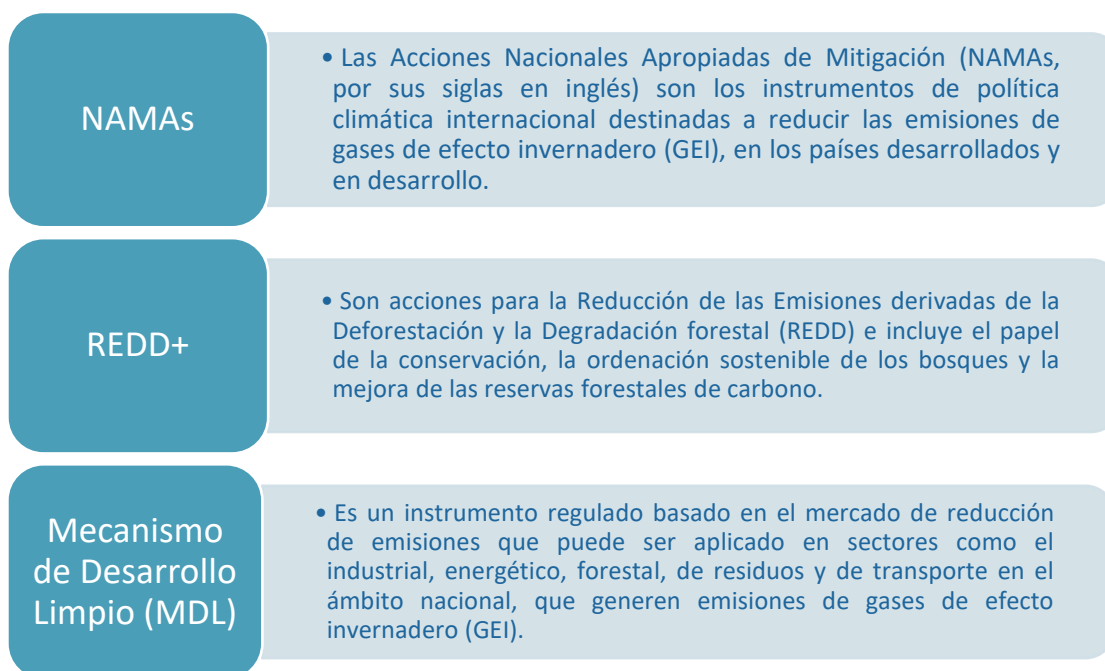 NAMAs
• Las Acciones Nacionales Apropiadas de Mitigación (NAMAs,
por sus siglas en inglés) son los instrumentos de política
climática internacional destinadas a reducir las emisiones de
gases de efecto invernadero (GEI), en los países desarrollados y
en desarrollo.
REDD+
• Son acciones para la Reducción de las Emisiones derivadas de la
Deforestación y la Degradación forestal (REDD) e incluye el papel
de la conservación, la ordenación sostenible de los bosques y la
mejora de las reservas forestales de carbono.
Mecanismo
de Desarrollo
Limpio (MDL)
• Es un instrumento regulado basado en el mercado de reducción
de emisiones que puede ser aplicado en sectores como el
industrial, energético, forestal, de residuos y de transporte en el
ámbito nacional, que generen emisiones de gases de efecto
invernadero (GEI).